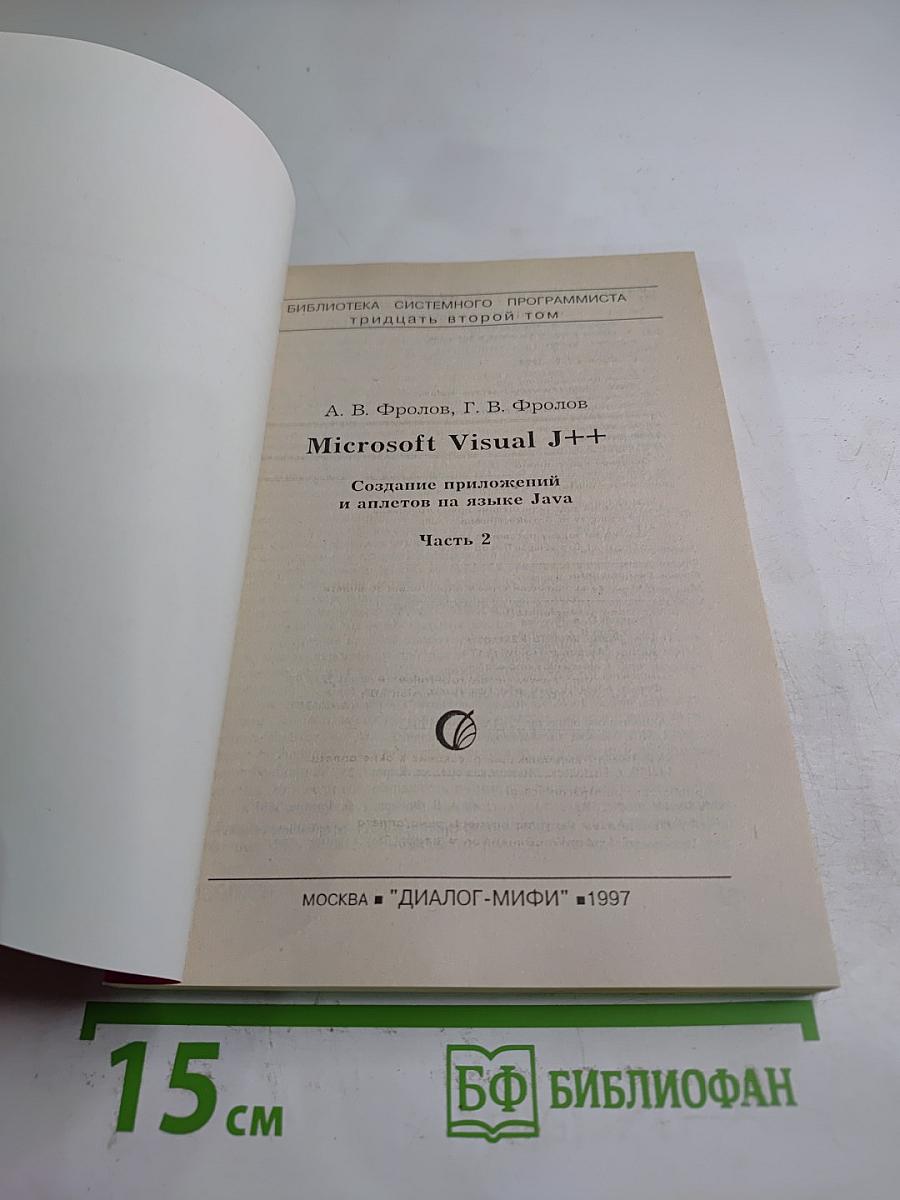 БИБЛИОТЕКА СИСТЕМНОГО ПРОГРАММИСТА
тридцать второй том
А. В. Фролов, Г. В. Фролов
Microsoft Visual J++
Создание приложений
и аплетов на языке Java
Часть 2
МОСКВА ■ "ДИАЛОГ-МИФИ" ■ 1997
15 см
БФ БИБЛИОФАН